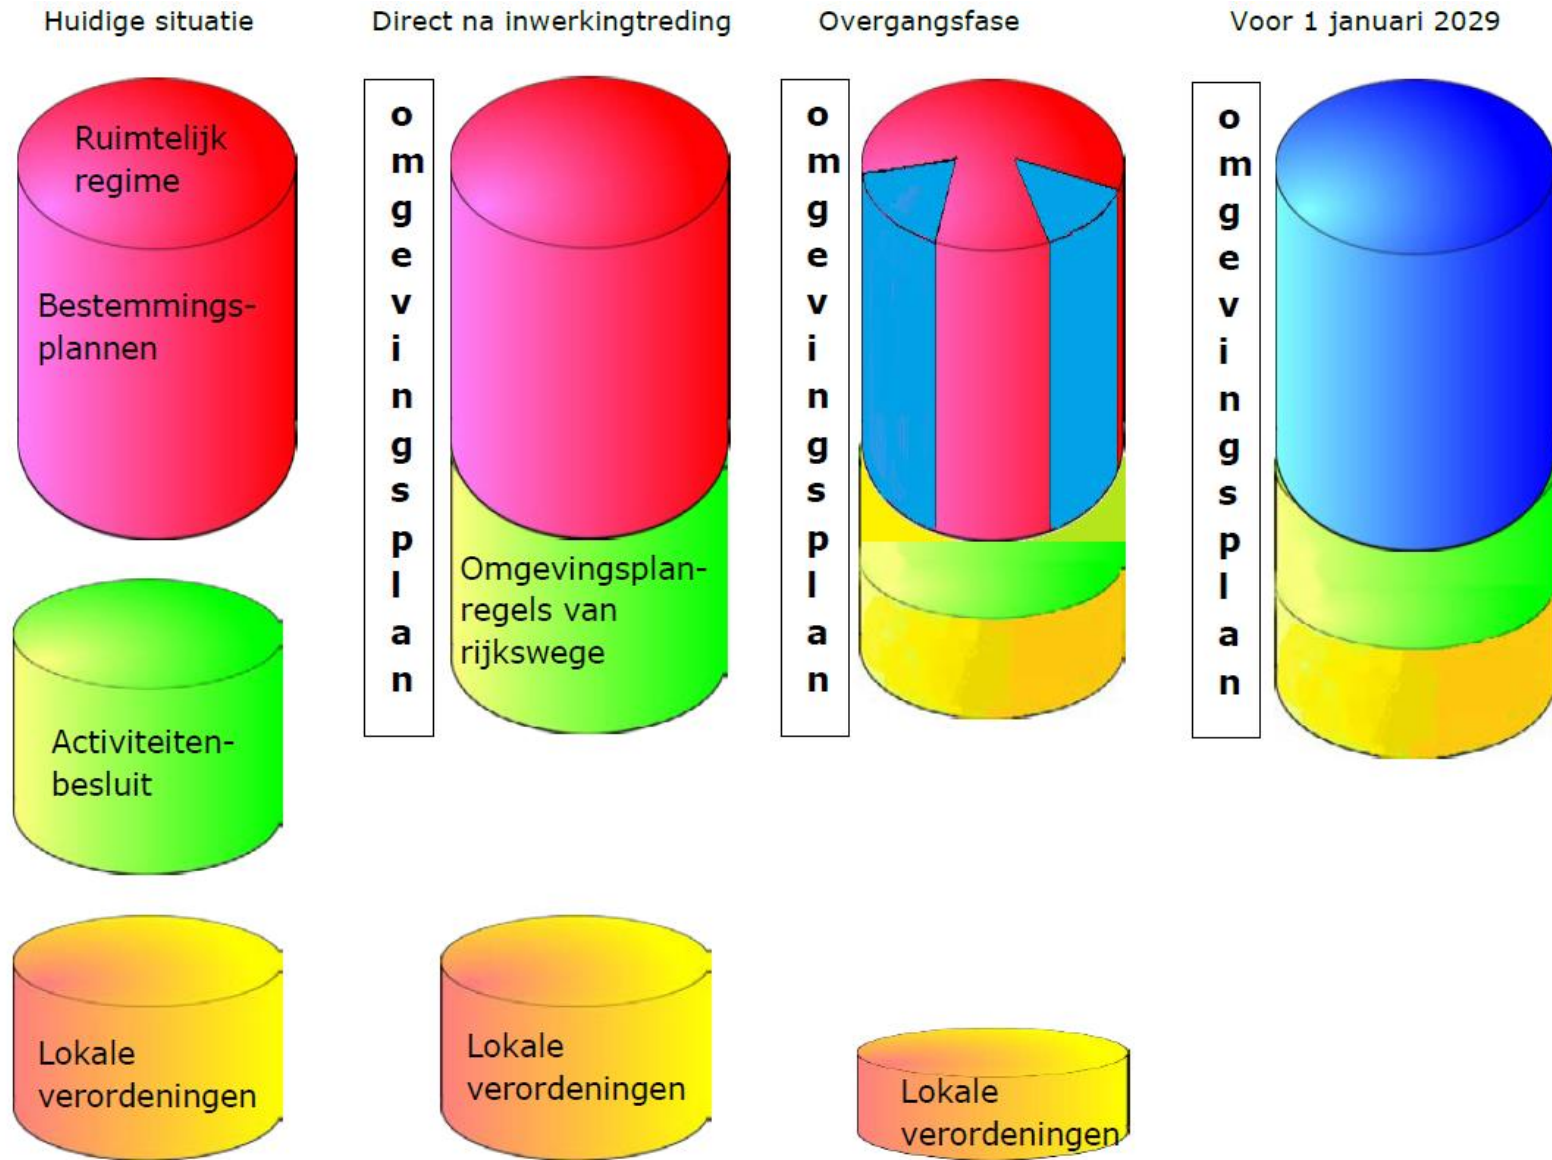 Huidige situatie
Direct na inwerkingtreding
Overgangsfase
Voor 1 januari 2029
Ruimtelijk
regime
Bestemmings-
plannen
Activiteiten-
besluit
Lokale
verordeningen
omgevingsplan
Omgevingsplan-
regels van
rijkswege
Lokale
verordeningen
omgevingsplan
Lokale
verordeningen
omgevingsplan